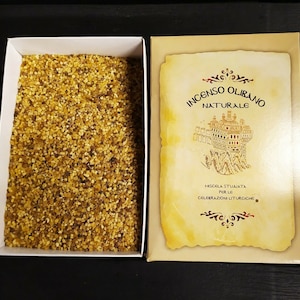 INCENSO OLIBANO
NATURALE
MISCELA STUDIATA
PER LE
CELEBRAZIONI LITURGICHE